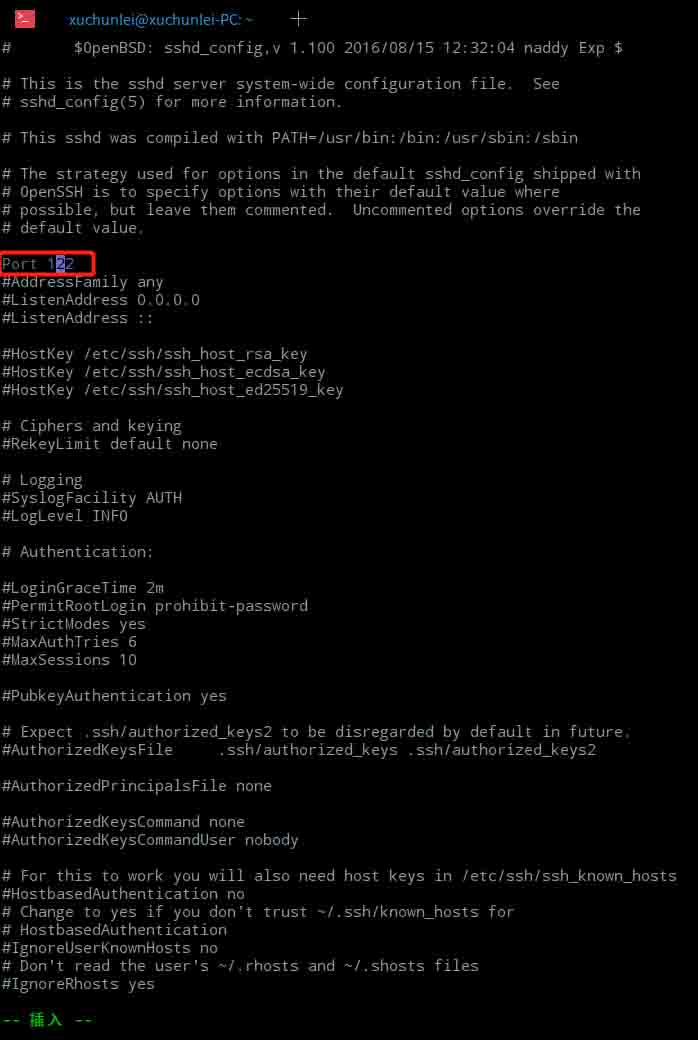 xuchunlei@xuchunlei-PC: ~
#       $OpenBSD: sshd_config,v 1.100 2016/08/15 12:32:04 naddy Exp $
# This is the sshd server system-wide configuration file.  See
# sshd_config(5) for more information.
# This sshd was compiled with PATH=/usr/bin:/bin:/usr/sbin:/sbin
# The strategy used for options in the default sshd_config shipped with
# OpenSSH is to specify options with their default value where
# possible, but leave them commented.  Uncommented options override the
# default value.
Port 122
#AddressFamily any
#ListenAddress 0.0.0.0
#ListenAddress ::
#HostKey /etc/ssh/ssh_host_rsa_key
#HostKey /etc/ssh/ssh_host_ecdsa_key
#HostKey /etc/ssh/ssh_host_ed25519_key
# Ciphers and keying
#RekeyLimit default none
# Logging
#SyslogFacility AUTH
#LogLevel INFO
# Authentication:
#LoginGraceTime 2m
#PermitRootLogin prohibit-password
#StrictModes yes
#MaxAuthTries 6
#MaxSessions 10
#PubkeyAuthentication yes
# Expect .ssh/authorized_keys2 to be disregarded by default in future.
#AuthorizedKeysFile     .ssh/authorized_keys .ssh/authorized_keys2
#AuthorizedPrincipalsFile none
#AuthorizedKeysCommand none
#AuthorizedKeysCommandUser nobody
# For this to work you will also need host keys in /etc/ssh/ssh_known_hosts
#HostbasedAuthentication no
# Change to yes if you don't trust ~/.ssh/known_hosts for
# HostbasedAuthentication
#IgnoreUserKnownHosts no
# Don't read the user's ~/.rhosts and ~/.shosts files
#IgnoreRhosts yes
-- 插入 --